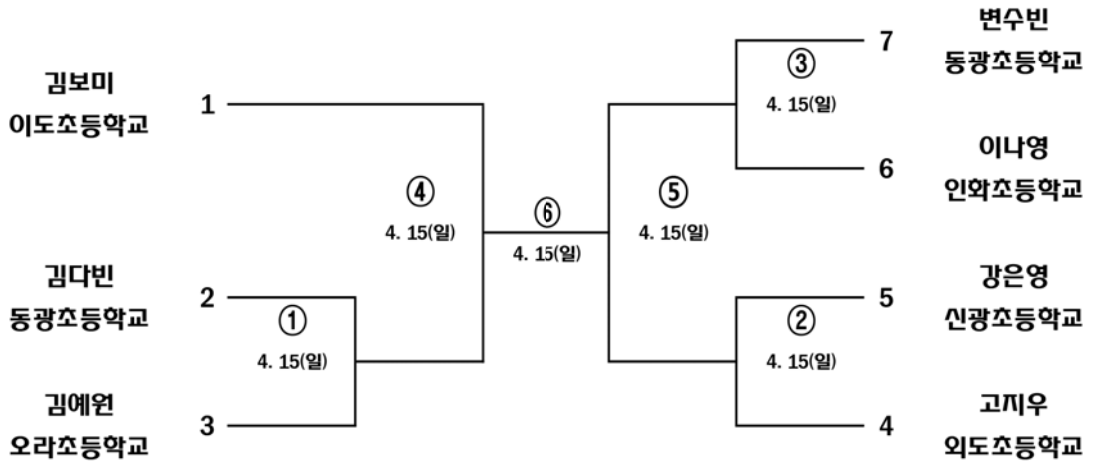 김보미
이도초등학교
1
김다빈
동광초등학교
2
①
4. 15(일)
김예원
오라초등학교
3
④
4. 15(일)
⑥
4. 15(일)
⑤
4. 15(일)
변수빈
동광초등학교
7
③
4. 15(일)
이나영
인화초등학교
6
강은영
신광초등학교
5
②
4. 15(일)
고지우
외도초등학교
4